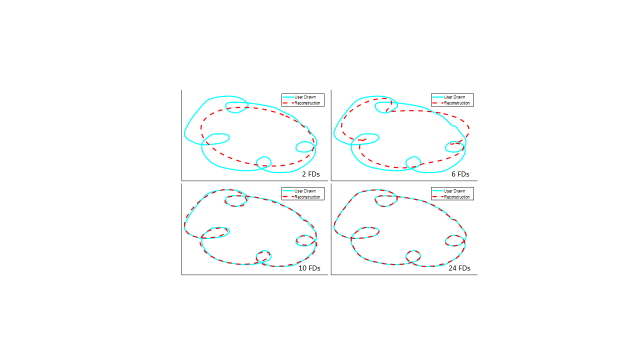 User Drawn
Reconstruction
2 FDs
User Drawn
Reconstruction
6 FDs
User Drawn
Reconstruction
10 FDs
User Drawn
Reconstruction
24 FDs